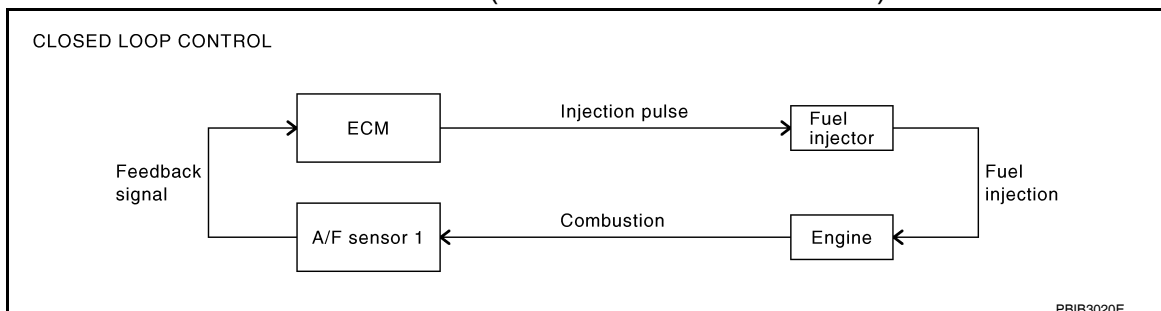 CLOSED LOOP CONTROL
ECM
Injection pulse
Fuel
injector
Feedback
signal
Fuel
injection
A/F sensor 1
Combustion
Engine
PBIB3020E